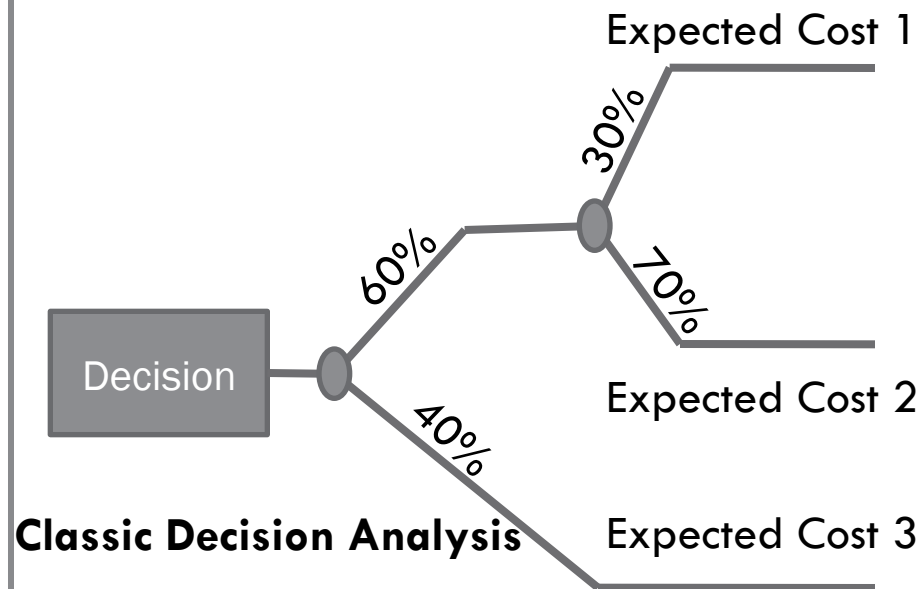 Expected Cost 1
30%
60%
70%
Decision
Expected Cost 2
40%
Classic Decision Analysis
Expected Cost 3